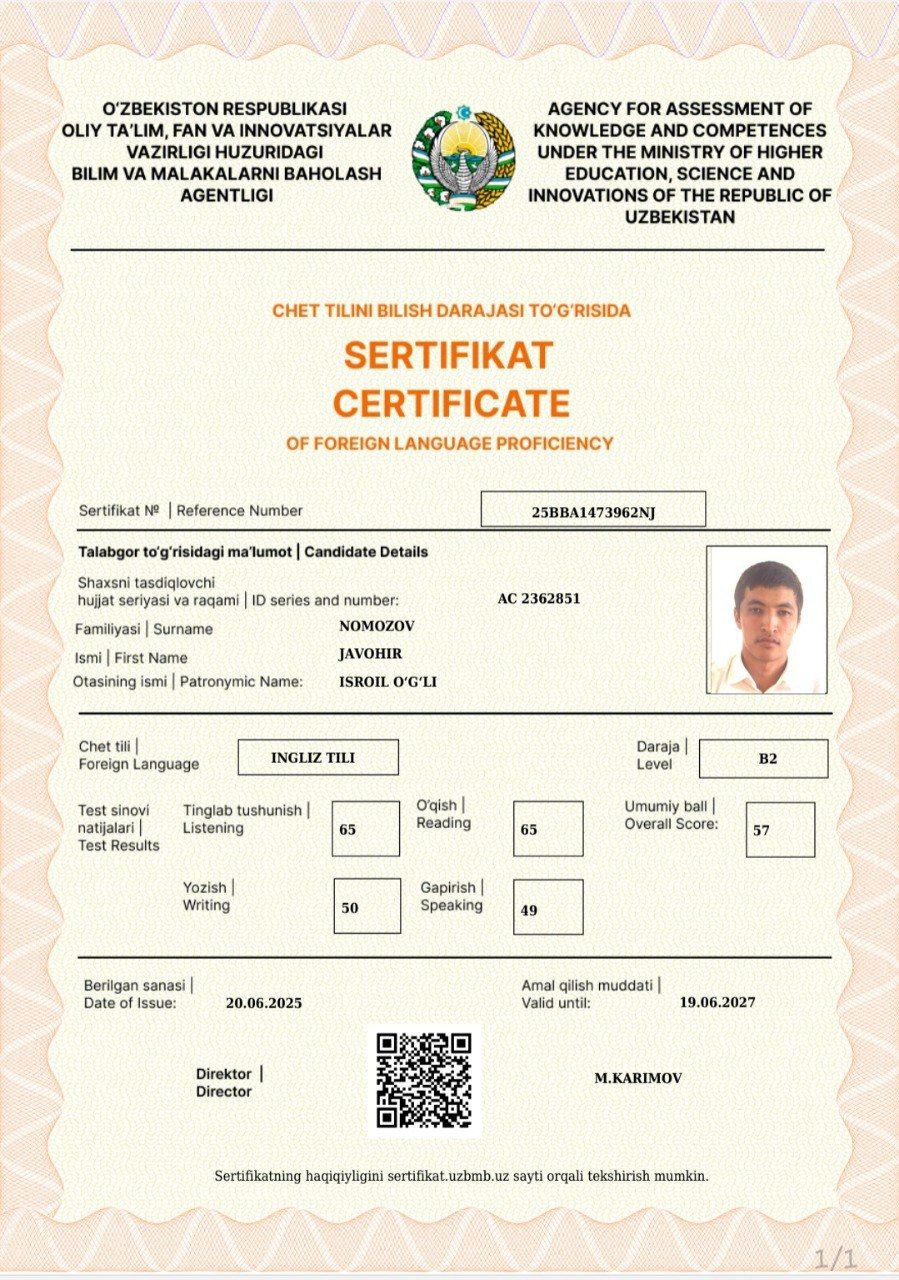 O‘ZBEKISTON RESPUBLIKASI
OLIY TA’LIM, FAN VA INNOVATSIYALAR
VAZIRLIGI HUZURIDAGI
BILIM VA MALAKALARNI BAHOLASH
AGENTLIGI
AGENCY FOR ASSESSMENT OF
KNOWLEDGE AND COMPETENCES
UNDER THE MINISTRY OF HIGHER
EDUCATION, SCIENCE AND
INNOVATIONS OF THE REPUBLIC OF
UZBEKISTAN
CHET TILINI BILISH DARAJASI TO‘G‘RISIDA
SERTIFIKAT
CERTIFICATE
OF FOREIGN LANGUAGE PROFICIENCY
Sertifikat № | Reference Number
25BBA1473962NJ
Talabgor to‘g‘risidagi ma’lumot | Candidate Details
Shaxsni tasdiqlovchi
hujjat seriyasi va raqami | ID series and number:
AC 2362851
Familiyasi | Surname
NOMOZOV
Ismi | First Name
JAVOHIR
Otasining ismi | Patronymic Name:
ISROIL O‘G‘LI
Chet tili |
Foreign Language
INGLIZ TILI
Daraja |
Level
B2
Test sinovi
natijalari |
Test Results
Tinglab tushunish |
Listening
65
O‘qish |
Reading
65
Umumiy ball |
Overall Score:
57
Yozish |
Writing
50
Gapirish |
Speaking
49
Berilgan sanasi |
Date of Issue:
20.06.2025
Amal qilish muddati |
Valid until:
19.06.2027
Direktor |
Director
M.KARIMOV
Sertifikatning haqiqiyligini sertifikat.uzbmb.uz sayti orqali tekshirish mumkin.
1/1